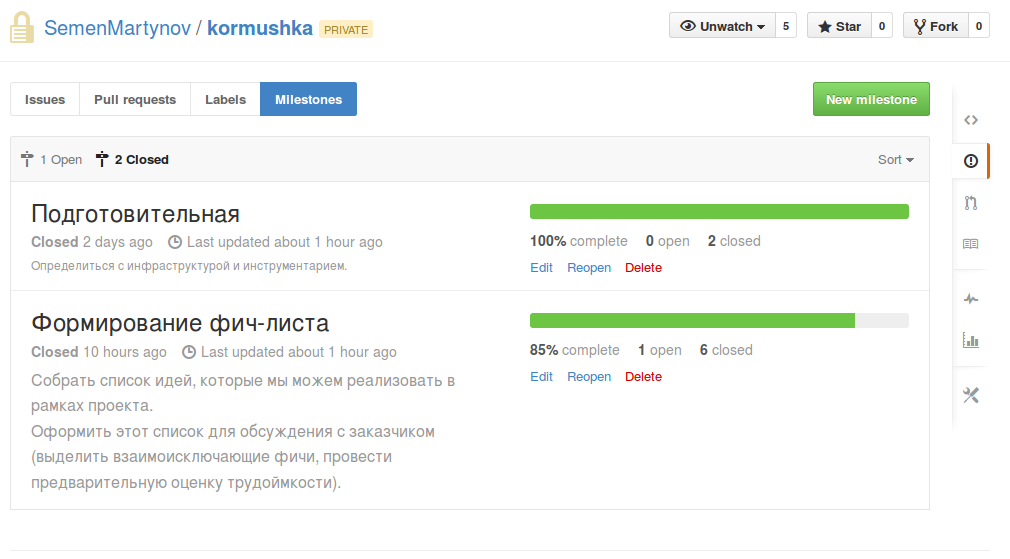 SemenMartynov / kormushka PRIVATE Unwatch 5 Star 0 Fork 0
Issues Pull requests Labels Milestones New milestone
1 Open 2 Closed Sort
Подготовительная
Closed 2 days ago Last updated about 1 hour ago
Определиться с инфраструктурой и инструментарием.
100% complete 0 open 2 closed
Edit Reopen Delete
Формирование фич-листа
Closed 10 hours ago Last updated about 1 hour ago
Собрать список идей, которые мы можем реализовать в
рамках проекта.
Оформить этот список для обсуждения с заказчиком
(выделить взаимоисключающие фичи, провести
предварительную оценку трудоймкости).
85% complete 1 open 6 closed
Edit Reopen Delete